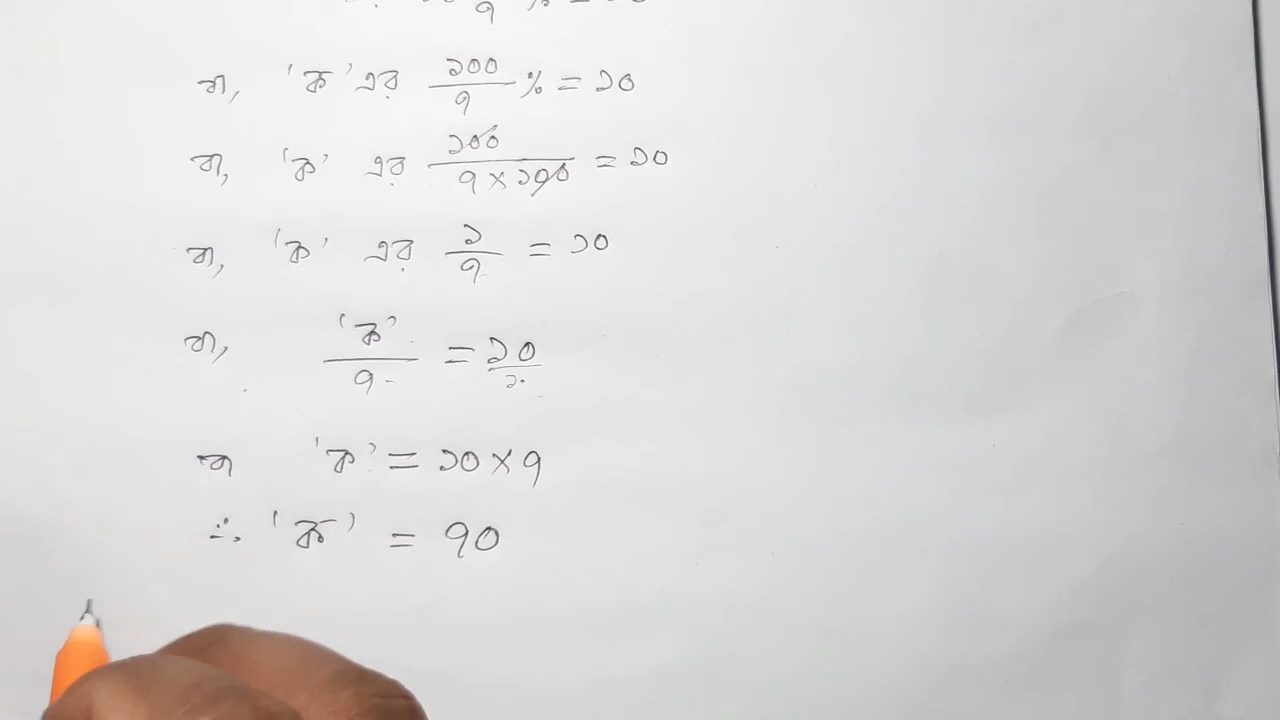 বা, 'ক' এর ১০০/৭ % = ১০
বা, 'ক' এর ১০০/৭×১০০ = ১০
বা, 'ক' এর ১/৭ = ১০
বা, 'ক'/৭ = ১০/১
বা 'ক' = ১০×৭
∴ 'ক' = ৭০